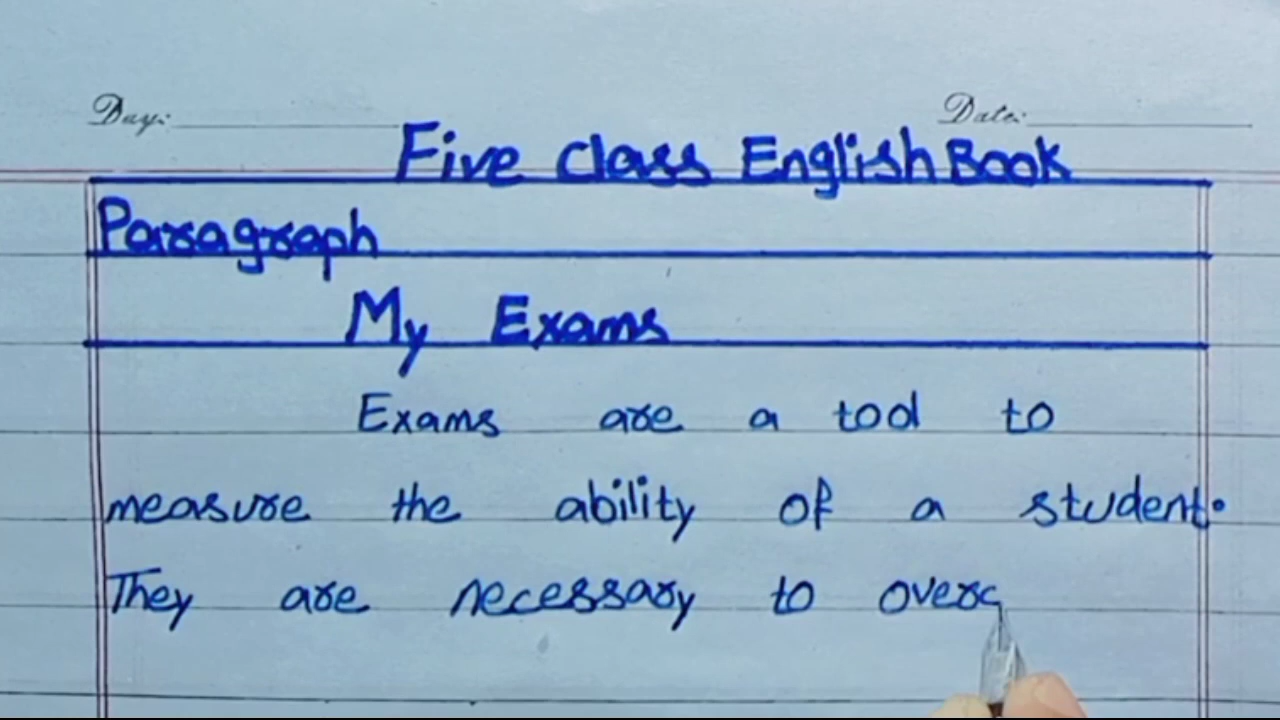 Day: Date:
Five Class English Book
Paragraph
My Exams
Exams are a tool to
measure the ability of a student.
They are necessary to overc